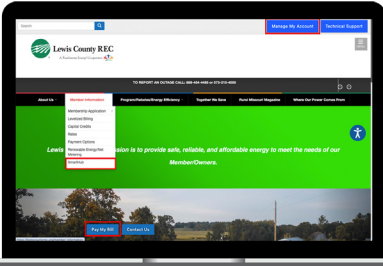 Search
Manage My Account
Technical Support
Lewis County REC
A Touchstone Energy Cooperative
TO REPORT AN OUTAGE CALL: 888-454-4485 or 573-215-4000
About Us
Member Information
Program/Rebates/Energy Efficiency
Together We Save
Rural Missouri Magazine
Where Our Power Comes From
Membership Application
Levelized Billing
Capital Credits
Rates
Payment Options
Renewable Energy/Net
Metering
SmartHub
Lewis
sion is to provide safe, reliable, and affordable energy to meet the needs of our
Member/Owners.
Pay My Bill
Contact Us